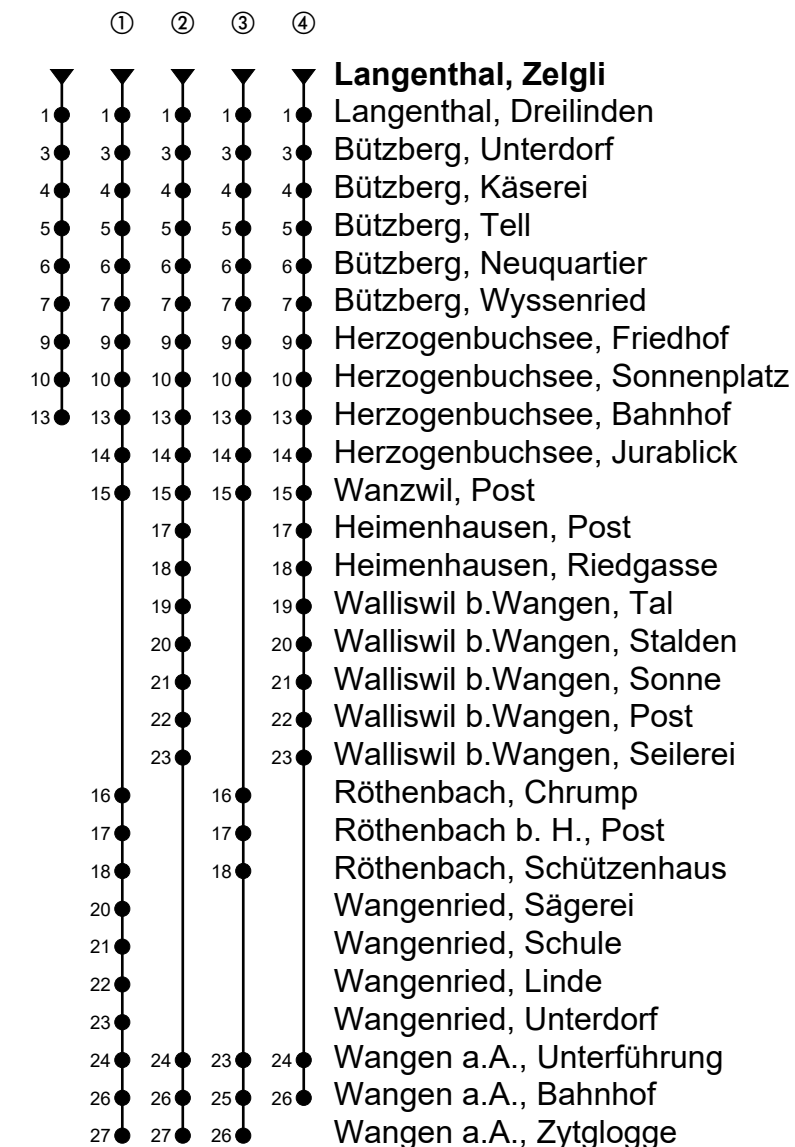 ① ② ③ ④
Langenthal, Zelgli
1 1 1 1 1 Langenthal, Dreilinden
3 3 3 3 3 Bützberg, Unterdorf
4 4 4 4 4 Bützberg, Käserei
5 5 5 5 5 Bützberg, Tell
6 6 6 6 6 Bützberg, Neuquartier
7 7 7 7 7 Bützberg, Wyssenried
9 9 9 9 9 Herzogenbuchsee, Friedhof
10 10 10 10 10 Herzogenbuchsee, Sonnenplatz
13 13 13 13 13 Herzogenbuchsee, Bahnhof
14 14 14 14 Herzogenbuchsee, Jurablick
15 15 15 15 Wanzwil, Post
17 17 Heimenhausen, Post
18 18 Heimenhausen, Riedgasse
19 19 Walliswil b.Wangen, Tal
20 20 Walliswil b.Wangen, Stalden
21 21 Walliswil b.Wangen, Sonne
22 22 Walliswil b.Wangen, Post
23 23 Walliswil b.Wangen, Seilerei
16 16 Röthenbach, Chrump
17 17 Röthenbach b. H., Post
18 18 Röthenbach, Schützenhaus
20 Wangenried, Sägerei
21 Wangenried, Schule
22 Wangenried, Linde
23 Wangenried, Unterdorf
24 24 23 24 Wangen a.A., Unterführung
26 26 25 26 Wangen a.A., Bahnhof
27 27 26 Wangen a.A., Zytglogge